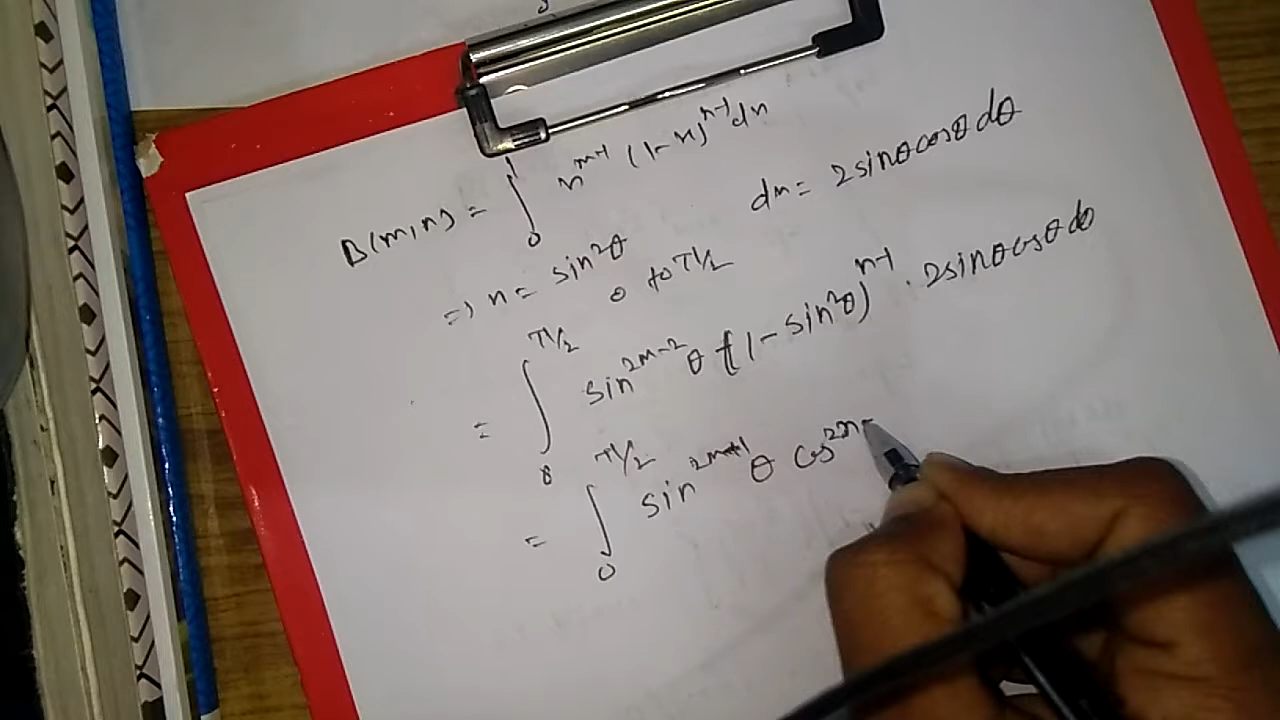 B(m,n) = ∫₀¹ x^{m-1} (1-x)^{n-1} dx
=> x = sin²θ dx = 2sinθcosθ dθ
0 to π/2
= ∫₀^{π/2} sin^{2m-2}θ (1-sin²θ)^{n-1} . 2sinθcosθ dθ
= ∫₀^{π/2} sin^{2m-1}θ cos^{2n-